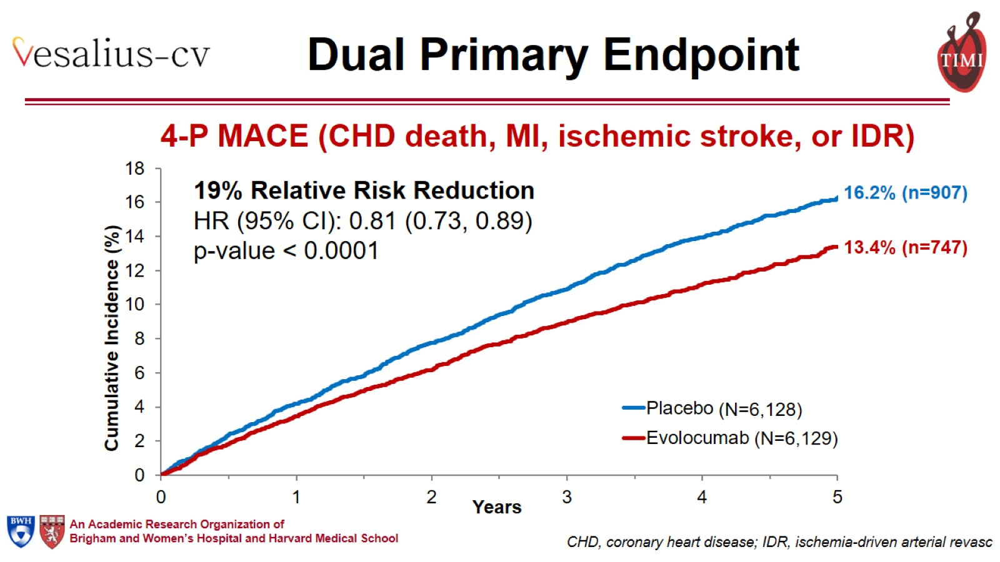 Vesalius-cv
Dual Primary Endpoint
TIMI
4-P MACE (CHD death, MI, ischemic stroke, or IDR)
19% Relative Risk Reduction
HR (95% CI): 0.81 (0.73, 0.89)
p-value < 0.0001
16.2% (n=907)
13.4% (n=747)
Cumulative Incidence (%)
18
16
14
12
10
8
6
4
2
0
Placebo (N=6,128)
Evolocumab (N=6,129)
0 1 2 3 4 5
Years
BWH
An Academic Research Organization of
Brigham and Women's Hospital and Harvard Medical School
CHD, coronary heart disease; IDR, ischemia-driven arterial revasc